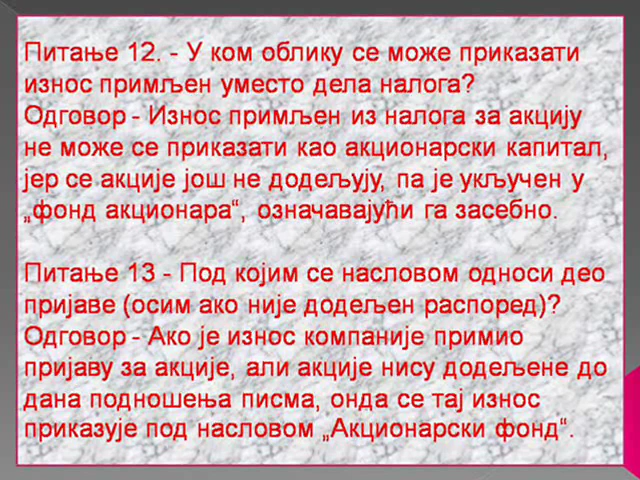 Питање 12. - У ком облику се може приказати
износ примљен уместо дела налога?
Одговор - Износ примљен из налога за акцију
не може се приказати као акционарски капитал,
јер се акције још не додељују, па је укључен у
„фонд акционара“, означавајући га засебно.
Питање 13 - Под којим се насловом односи део
пријаве (осим ако није додељен распоред)?
Одговор - Ако је износ компаније примио
пријаву за акције, али акције нису додељене до
дана подношења писма, онда се тај износ
приказује под насловом „Акционарски фонд“.